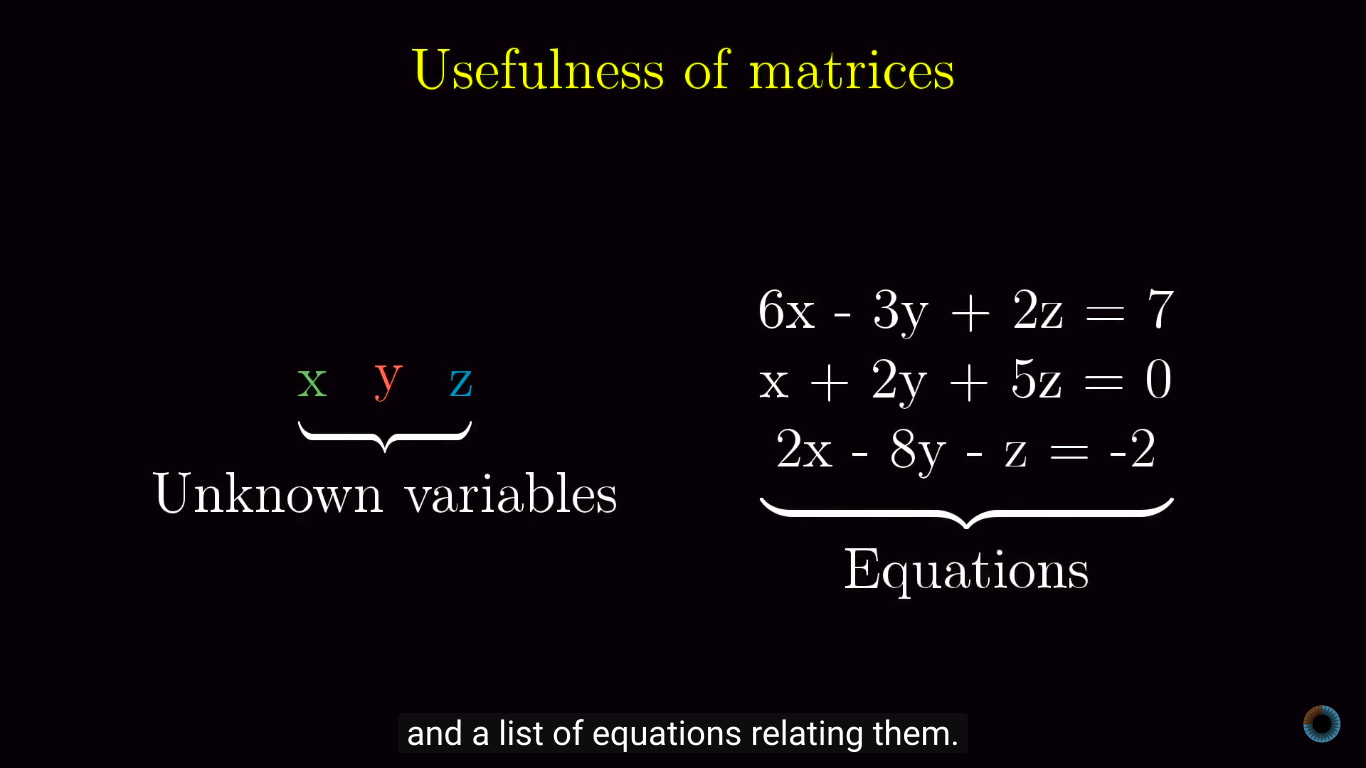 Usefulness of matrices
x y z
Unknown variables
6x - 3y + 2z = 7
x + 2y + 5z = 0
2x - 8y - z = -2
Equations
and a list of equations relating them.